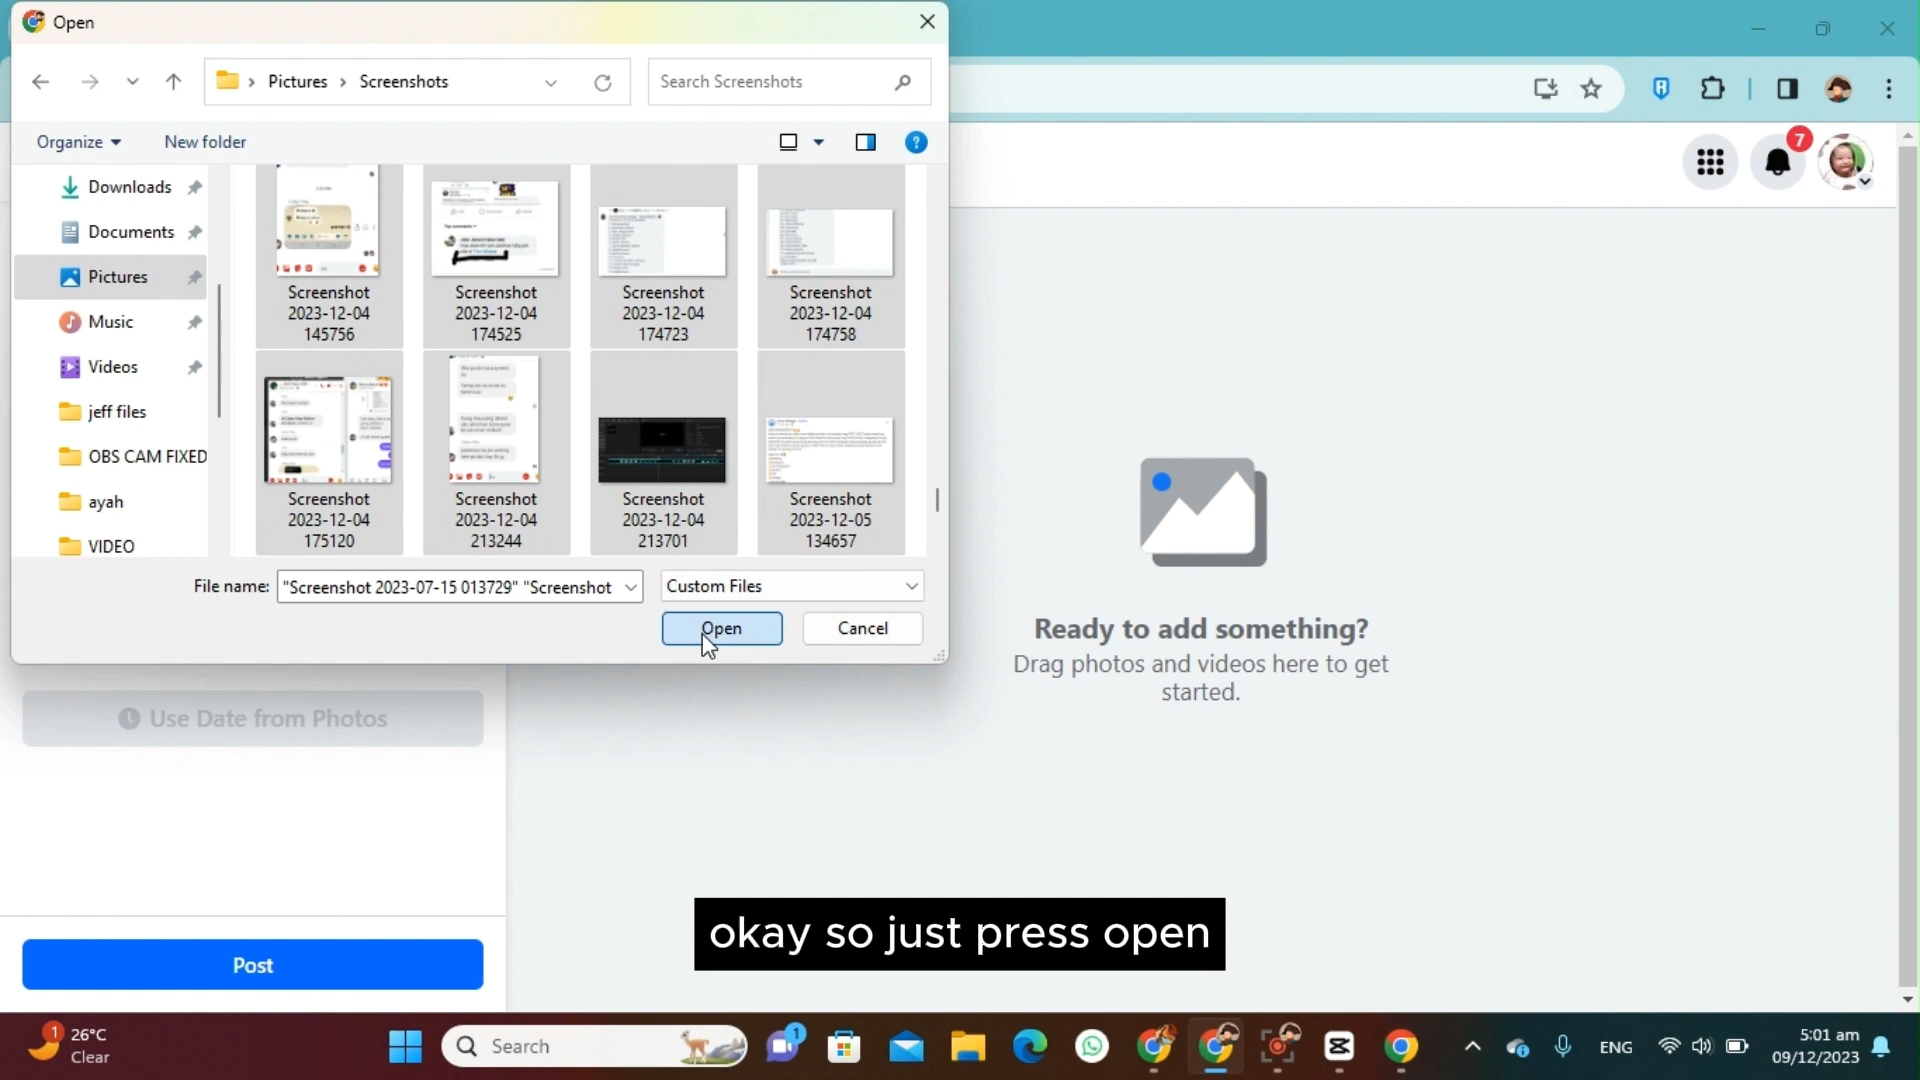 Open
Pictures
Screenshots
Search Screenshots
Organize
New folder
Downloads
Documents
Pictures
Music
Videos
jeff files
OBS CAM FIXED
ayah
VIDEO
Screenshot
2023-12-04
145756
Screenshot
2023-12-04
174525
Screenshot
2023-12-04
174723
Screenshot
2023-12-04
174758
Screenshot
2023-12-04
175120
Screenshot
2023-12-04
213244
Screenshot
2023-12-04
213701
Screenshot
2023-12-05
134657
File name:
"Screenshot 2023-07-15 013729" "Screenshot
Custom Files
Open
Cancel
7
Use Date from Photos
Ready to add something?
Drag photos and videos here to get
started.
Post
okay so just press open
1
26°C
Clear
Search
1
ENG
5:01 am
09/12/2023